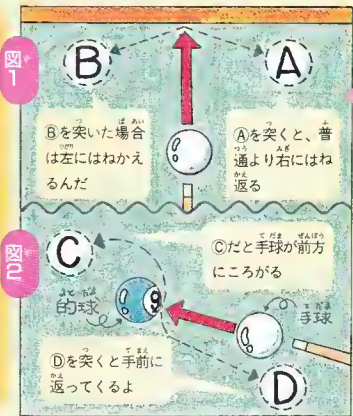 図1
Ⓑ
Ⓐ
Ⓑを突いた場合
は左にはねかえ
るんだ
Ⓐを突くと、普
通より右にはね
返る
図2
Ⓒ
Ⓒだと手球が前方
にころがる
的球
手球
Ⓓを突くと手前に
返ってくるよ
Ⓓ